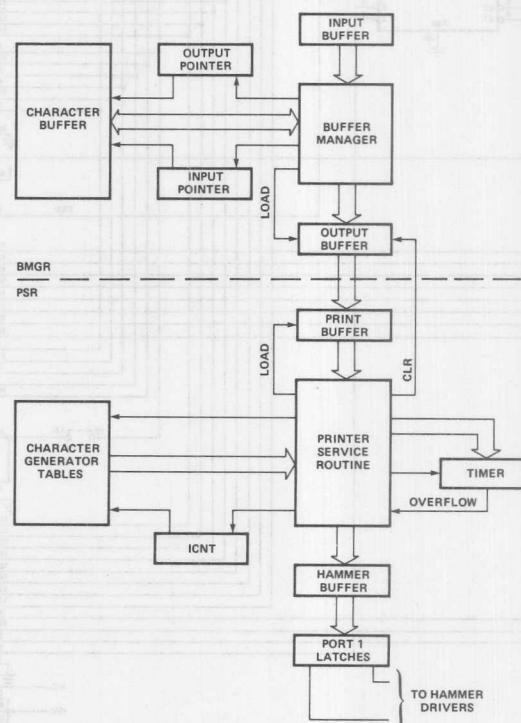 INPUT
BUFFER
OUTPUT
POINTER
CHARACTER
BUFFER
BUFFER
MANAGER
INPUT
POINTER
LOAD
OUTPUT
BUFFER
BMGR
PSR
PRINT
BUFFER
LOAD
CLR
CHARACTER
GENERATOR
TABLES
PRINTER
SERVICE
ROUTINE
TIMER
OVERFLOW
ICNT
HAMMER
BUFFER
PORT 1
LATCHES
TO HAMMER
DRIVERS